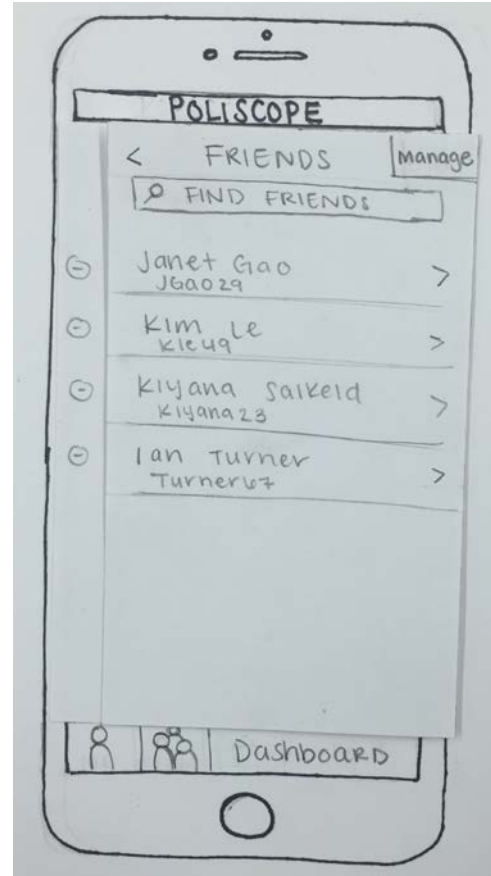 POLISCOPE
< FRIENDS Manage
FIND FRIENDS
Janet Gao
JGao29
>
Kim Le
Kle49
>
Kiyana Salkeld
Kiyana23
>
Ian Turner
Turner67
>
Dashboard